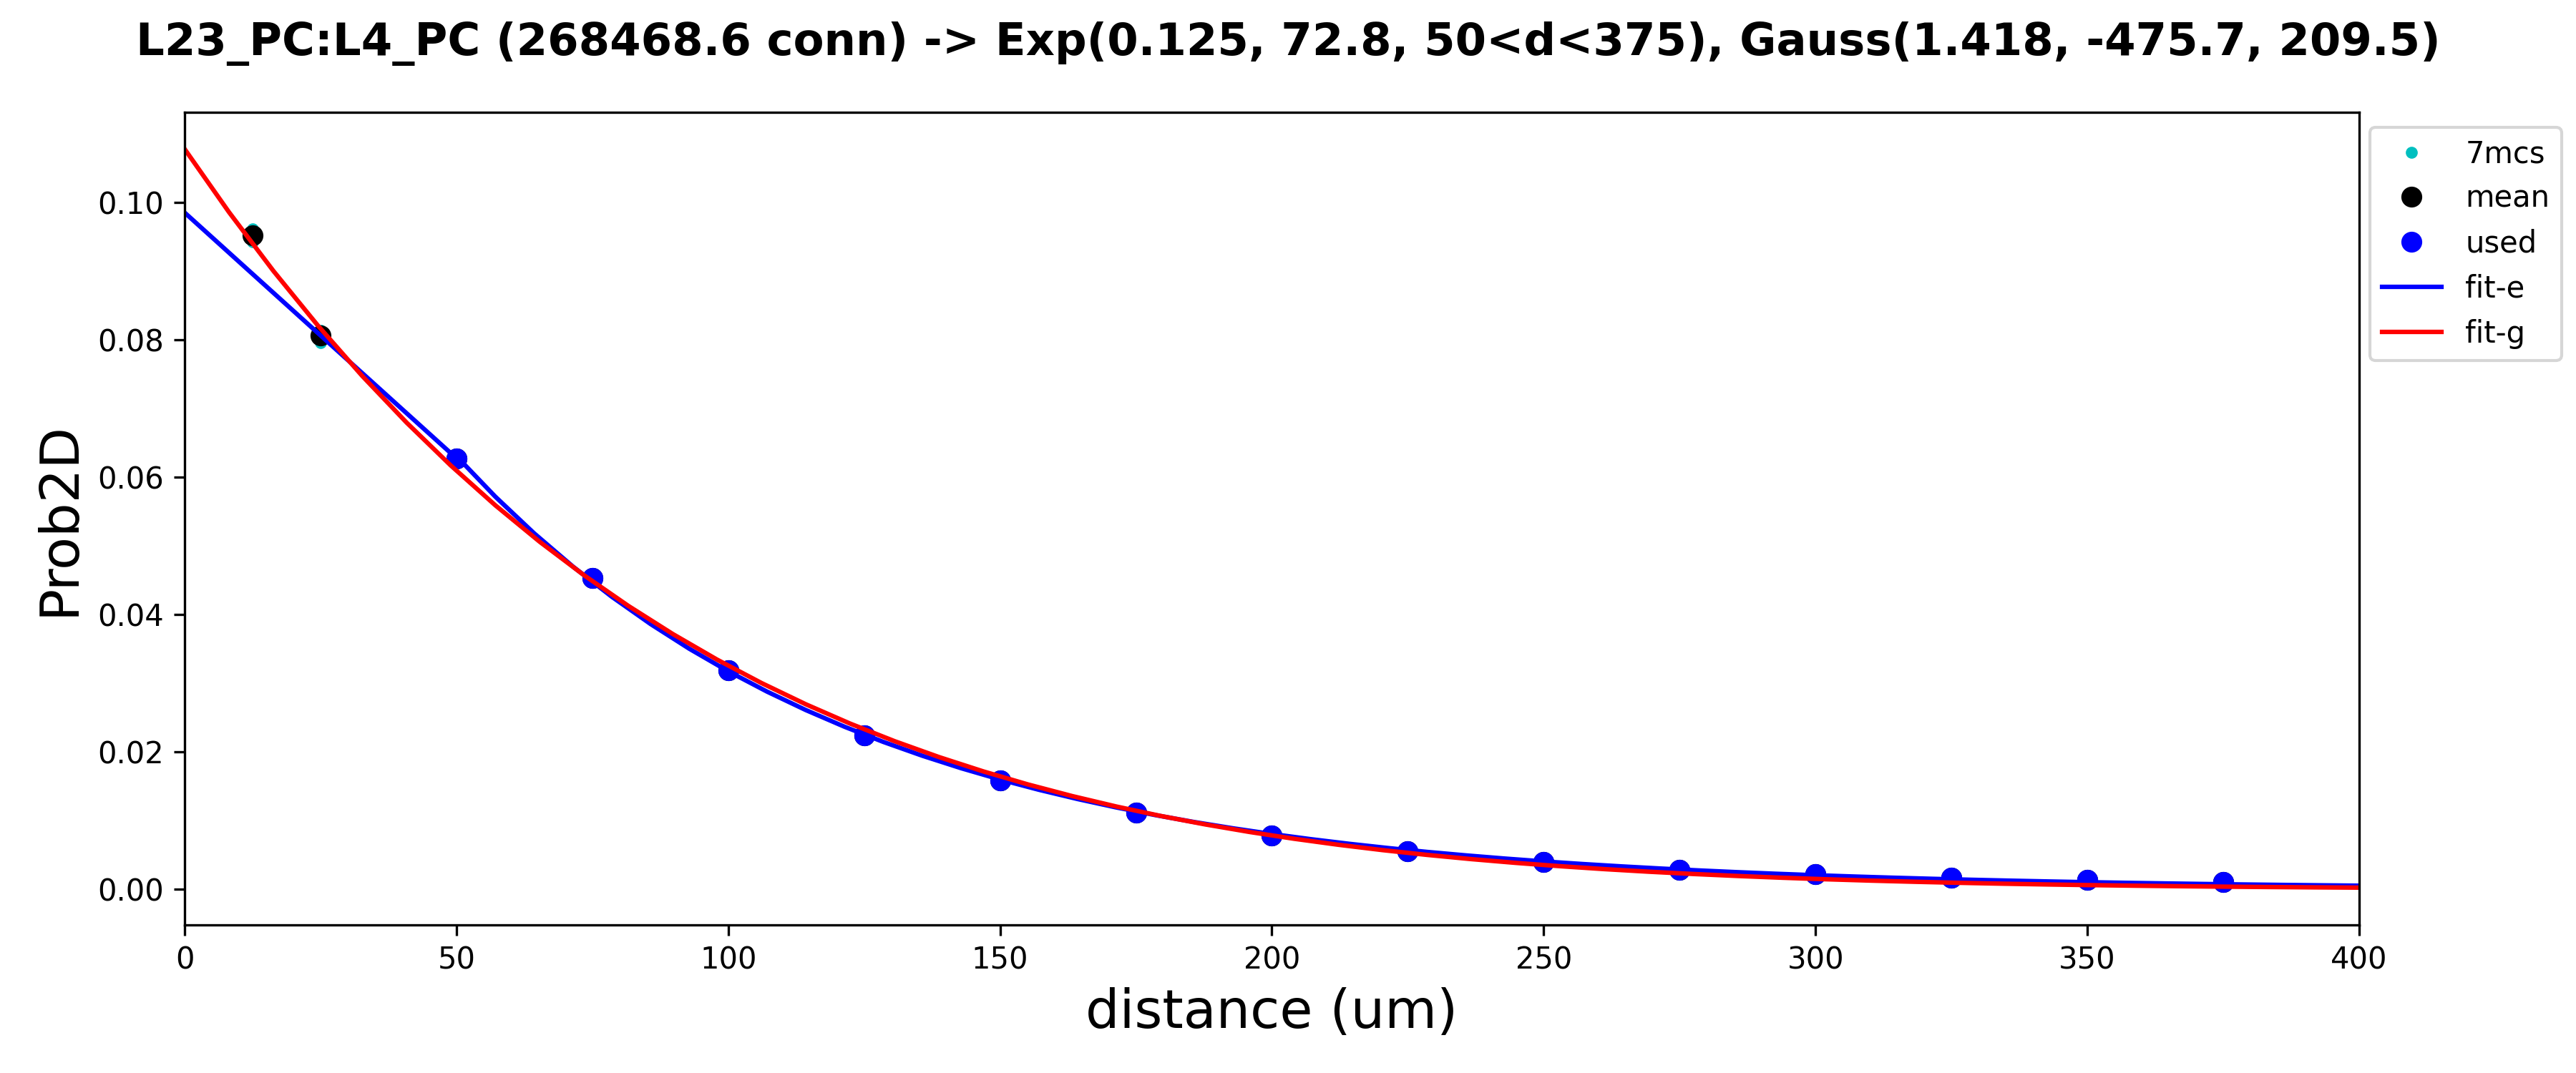 L23_PC:L4_PC (268468.6 conn) -> Exp(0.125, 72.8, 50<d<375), Gauss(1.418, -475.7, 209.5)
7mcs
mean
used
fit-e
fit-g
Prob2D
0.10
0.08
0.06
0.04
0.02
0.00
0 50 100 150 200 250 300 350 400
distance (um)